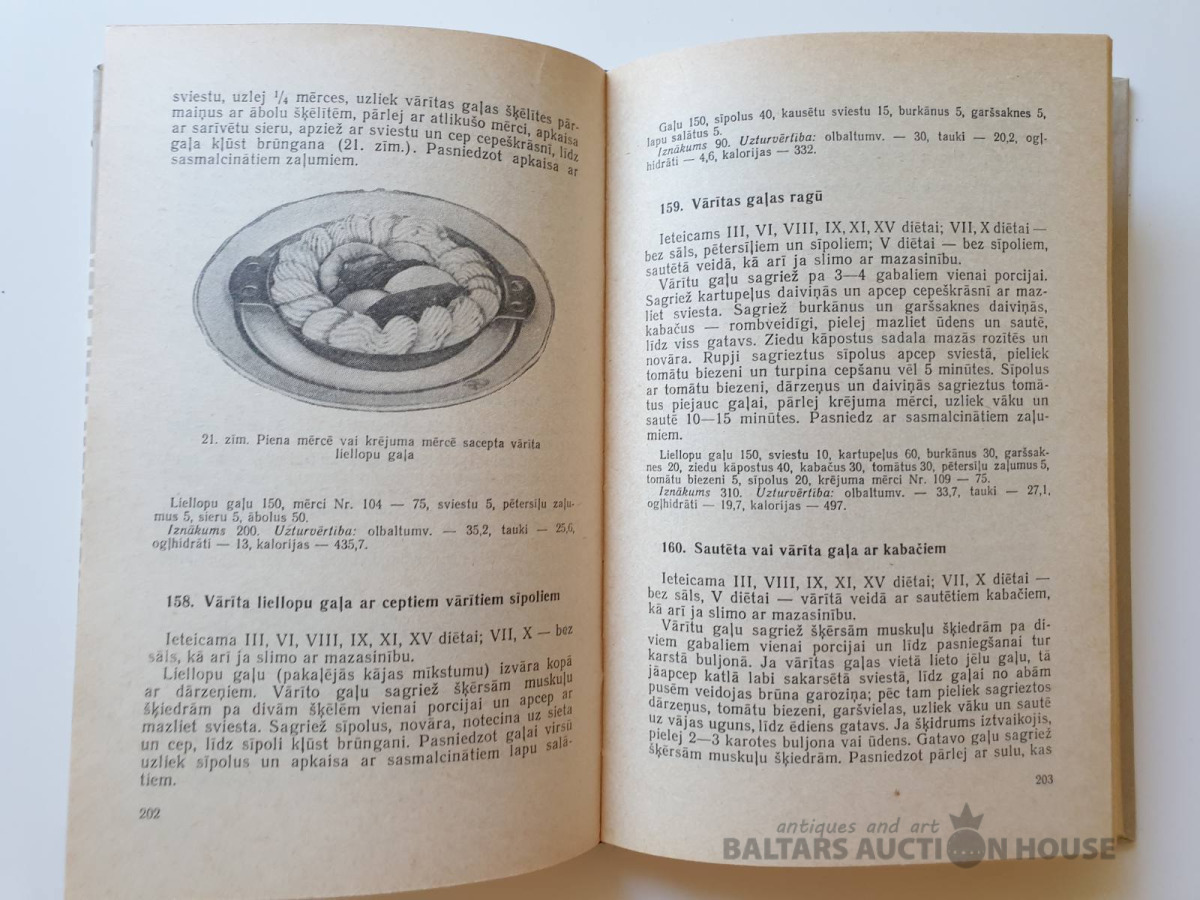 sviestu, uzlej 1/4 mērces, uzliek vārītas gaļas šķēlītes pār-
maiņus ar ābolu šķēlītēm, pārlej ar atlikušo mērci, apkaisa
ar sarīvētu sieru, apziež ar sviestu un cep cepeškrāsnī, līdz
gaļa kļūst brūngana (21. zīm.). Pasniedzot apkaisa ar
sasmalcinātiem zaļumiem.
21. zīm. Piena mērcē vai krējuma mērcē sacepta vārīta
liellopu gaļa
Liellopu gaļu 150, mērci Nr. 104 — 75, sviestu 5, pētersīļu zaļu-
mus 5, sieru 5, ābolus 50.
Iznākums 200. Uzturvērtība: olbaltumv. — 35,2, tauki — 25,6,
ogļhidrāti — 13, kalorijas — 435,7.
158. Vārīta liellopu gaļa ar ceptiem vārītiem sīpoliem
Ieteicama III, VI, VIII, IX, XI, XV diētai; VII, X — bez
sāls, kā arī ja slimo ar mazasinību.
Liellopu gaļu (pakaļējās kājas mīkstumu) izvāra kopā
ar dārzeņiem. Vārīto gaļu sagriež šķērsām muskuļu
šķiedrām pa divām šķēlēm vienai porcijai un apcep ar
mazliet sviesta. Sagriež sīpolus, novāra, notecina uz sieta
un cep, līdz sīpoli kļūst brūngani. Pasniedzot gaļai virsū
uzliek sīpolus un apkaisa ar sasmalcinātiem lapu salā-
tiem.
202
Gaļu 150, sīpolus 40, kausētu sviestu 15, burkānus 5, garšsaknes 5,
lapu salātus 5.
Iznākums 90. Uzturvērtība: olbaltumv. — 30, tauki — 20,2, ogļ-
hidrāti — 4,6, kalorijas — 332.
159. Vārītas gaļas ragū
Ieteicams III, VI, VIII, IX, XI, XV diētai; VII, X diētai —
bez sāls, pētersīļiem un sīpoliem; V diētai — bez sīpoliem,
sautētā veidā, kā arī ja slimo ar mazasinību.
Vārītu gaļu sagriež pa 3—4 gabaliem vienai porcijai.
Sagriež kartupeļus daiviņās un apcep cepeškrāsnī ar maz-
liet sviesta. Sagriež burkānus un garšsaknes daiviņās,
kabačus — rombveidīgi, pielej mazliet ūdens un sautē,
līdz viss gatavs. Ziedu kāpostus sadala mazās rozītēs un
novāra. Rupji sagrieztus sīpolus apcep sviestā, pieliek
tomātu biezeni un turpina cepšanu vēl 5 minūtes. Sīpolus
ar tomātu biezeni, dārzeņus un daiviņās sagrieztus tomā-
tus piejauc gaļai, pārlej krējuma mērci, uzliek vāku un
sautē 10—15 minūtes. Pasniedz ar sasmalcinātiem zaļu-
miem.
Liellopu gaļu 150, sviestu 10, kartupeļus 60, burkānus 30, garšsak-
nes 20, ziedu kāpostus 40, kabačus 30, tomātus 30, pētersīļu zaļumus 5,
tomātu biezeni 5, sīpolus 20, krējuma mērci Nr. 109 — 75.
Iznākums 310. Uzturvērtība: olbaltumv. — 33,7, tauki — 27,1,
ogļhidrāti — 19,7, kalorijas — 497.
160. Sautēta vai vārīta gaļa ar kabačiem
Ieteicama III, VIII, IX, XI, XV diētai; VII, X diētai —
bez sāls, V diētai — vārītā veidā ar sautētiem kabačiem,
kā arī ja slimo ar mazasinību.
Vārītu gaļu sagriež šķērsām muskuļu šķiedrām pa di-
viem gabaliem vienai porcijai un līdz pasniegšanai tur
karstā buljonā. Ja vārītas gaļas vietā lieto jēlu gaļu, tā
jāapcep katlā labi sakarsētā sviestā, līdz gaļai no abām
pusēm veidojas brūna garoziņa; pēc tam pieliek sagrieztos
dārzeņus, tomātu biezeni, garšvielas, uzliek vāku un sautē
uz vājas uguns, līdz ēdiens gatavs. Ja šķidrums iztvaikojis,
pielej 2—3 karotes buljona vai ūdens. Gatavo gaļu sagriež
šķērsām muskuļu šķiedrām. Pasniedzot pārlej ar sulu, kas
203
antiques and art
BALTARS AUCTION HOUSE